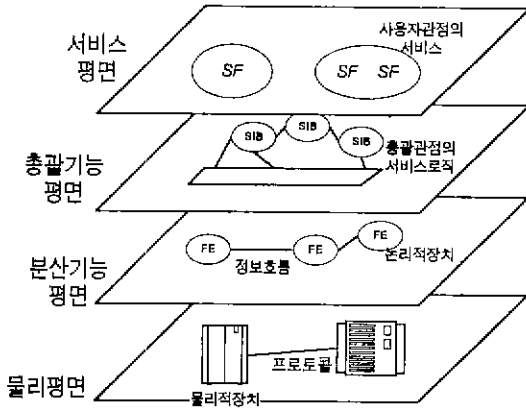 서비스
평면
사용자관점의
서비스
SF
SF SF
총괄기능
평면
SIB
SIB
SIB
총괄관점의
서비스로직
분산기능
평면
FE
FE
FE
정보흐름
논리적장치
물리평면
물리적장치
프로토콜